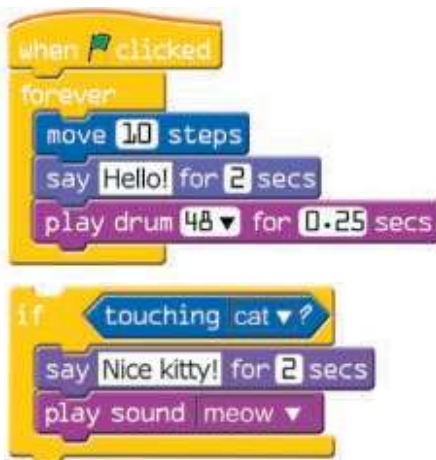 when clicked
forever
move 10 steps
say Hello! for 2 secs
play drum 48 for 0.25 secs
if touching cat ?
say Nice kitty! for 2 secs
play sound meow